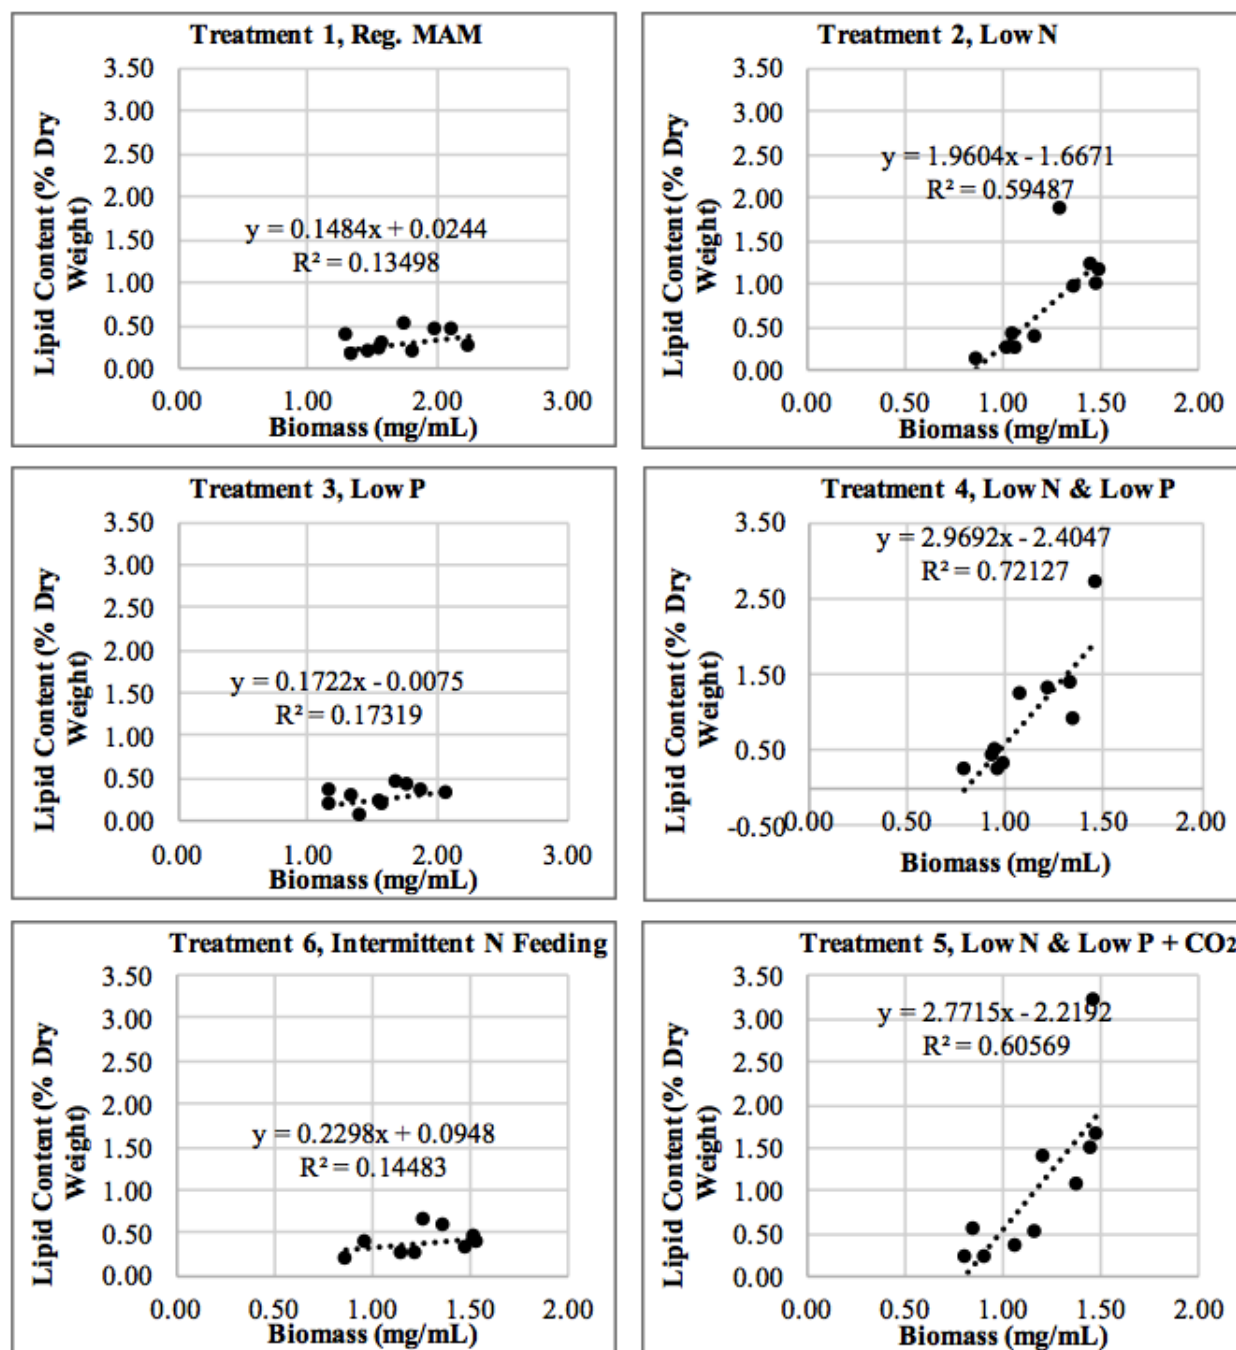 Treatment 1, Reg. MAM
3.50
3.00
2.50
2.00
1.50
1.00
0.50
0.00
Lipid Content (% Dry
Weight)
y = 0.1484x + 0.0244
R² = 0.13498
0.00 1.00 2.00 3.00
Biomass (mg/mL)
Treatment 2, Low N
3.50
3.00
2.50
2.00
1.50
1.00
0.50
0.00
Lipid Content (% Dry
Weight)
y = 1.9604x - 1.6671
R² = 0.59487
0.00 0.50 1.00 1.50 2.00
Biomass (mg/mL)
Treatment 3, Low P
3.50
3.00
2.50
2.00
1.50
1.00
0.50
0.00
Lipid Content (% Dry
Weight)
y = 0.1722x - 0.0075
R² = 0.17319
0.00 1.00 2.00 3.00
Biomass (mg/mL)
Treatment 4, Low N & Low P
3.50
2.50
1.50
0.50
-0.50
Lipid Content (% Dry
Weight)
y = 2.9692x - 2.4047
R² = 0.72127
0.00 0.50 1.00 1.50 2.00
Biomass (mg/mL)
Treatment 6, Intermittent N Feeding
3.50
3.00
2.50
2.00
1.50
1.00
0.50
0.00
Lipid Content (% Dry
Weight)
y = 0.2298x + 0.0948
R² = 0.14483
0.00 0.50 1.00 1.50 2.00
Biomass (mg/mL)
Treatment 5, Low N & Low P + CO2
3.50
3.00
2.50
2.00
1.50
1.00
0.50
0.00
Lipid Content (% Dry
Weight)
y = 2.7715x - 2.2192
R² = 0.60569
0.00 0.50 1.00 1.50 2.00
Biomass (mg/mL)